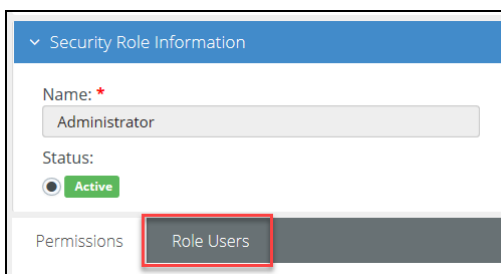 Security Role Information
Name: *
Administrator
Status:
Active
Permissions Role Users